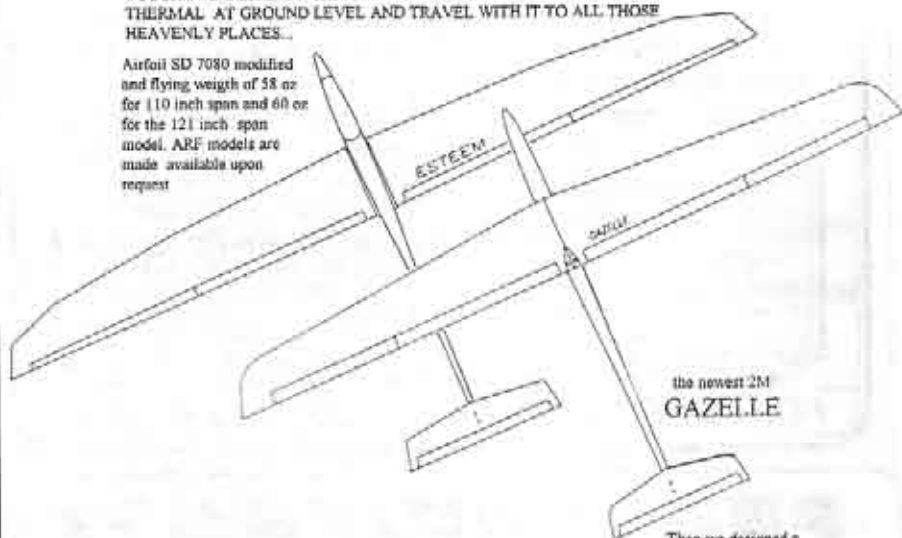 THERMAL AT GROUND LEVEL AND TRAVEL WITH IT TO ALL THOSE
HEAVENLY PLACES...
Airfoil SD 7080 modified
and flying weigth of 58 oz
for 110 inch span and 60 oz
for the 121 inch span
model. ARF models are
made available upon
request
ESTEEM
GAZELLE
the newest 2M
GAZELLE
Then we designed a